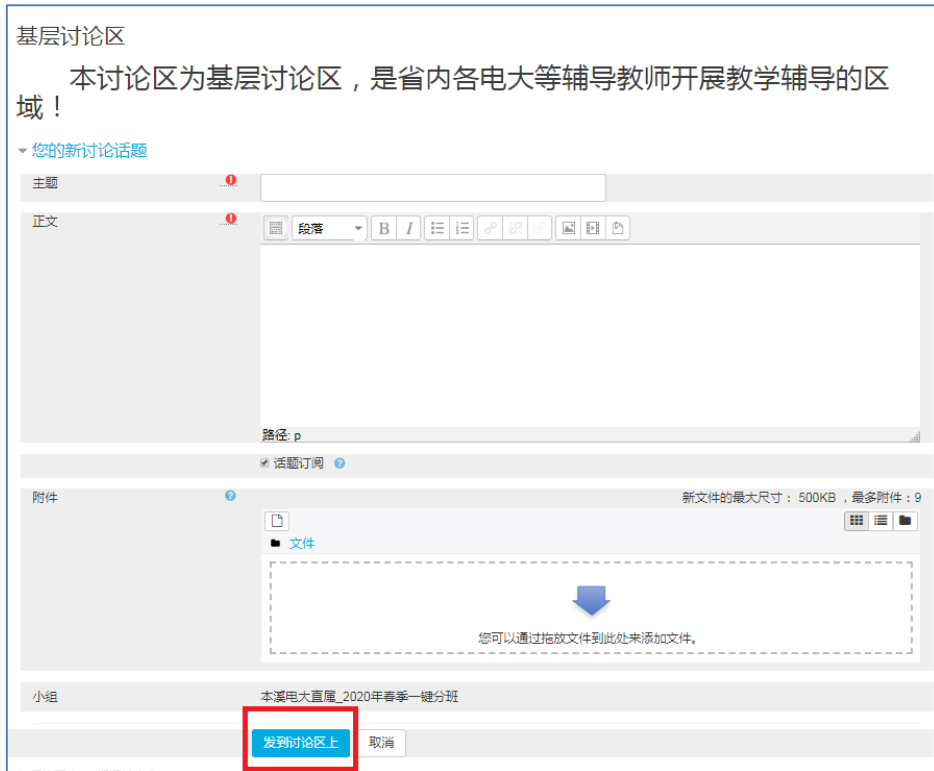 基层讨论区
本讨论区为基层讨论区，是省内各电大等辅导教师开展教学辅导的区
域！
您的新讨论话题
主题
正文
段落 B I
路径: p
话题订阅
附件 新文件的最大尺寸： 500KB ，最多附件：9
文件
您可以通过拖放文件到此处来添加文件。
小组 本溪电大直属_2020年春季一键分班
发到讨论区上 取消